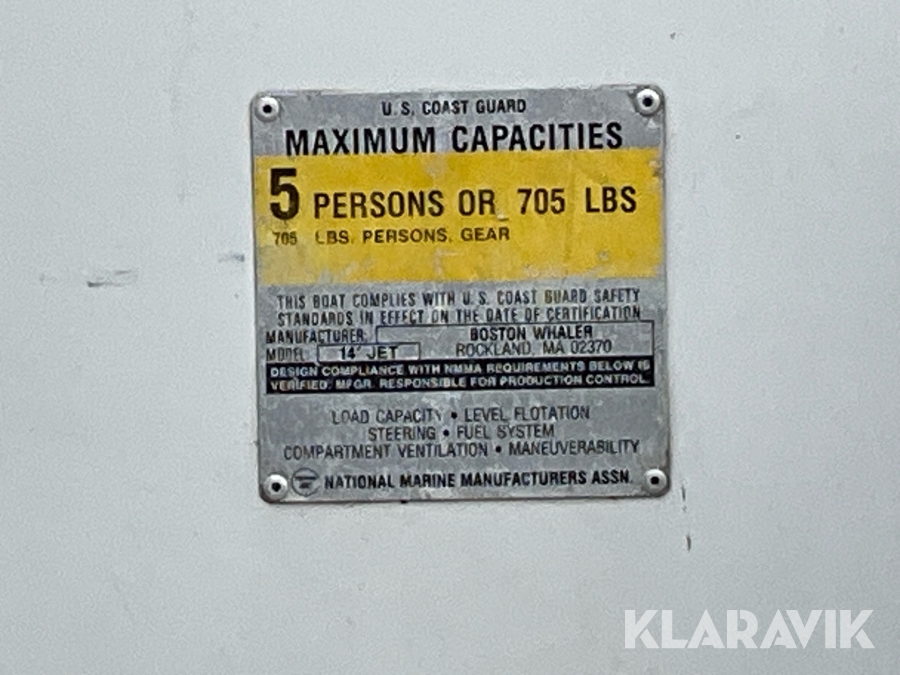 U.S. COAST GUARD
MAXIMUM CAPACITIES
5 PERSONS OR 705 LBS
705 LBS. PERSONS, GEAR
THIS BOAT COMPLIES WITH U.S. COAST GUARD SAFETY
STANDARDS IN EFFECT ON THE DATE OF CERTIFICATION
MANUFACTURER: BOSTON WHALER
MODEL: 14' JET ROCKLAND, MA 02370
DESIGN COMPLIANCE WITH NMMA REQUIREMENTS BELOW IS
VERIFIED. MFGR. RESPONSIBLE FOR PRODUCTION CONTROL.
LOAD CAPACITY • LEVEL FLOTATION
STEERING • FUEL SYSTEM
COMPARTMENT VENTILATION • MANEUVERABILITY
NATIONAL MARINE MANUFACTURERS ASSN.
KLARAVIK